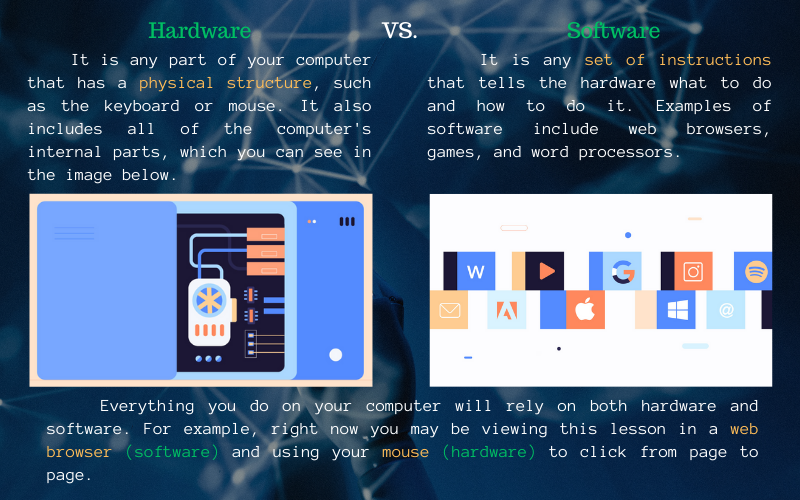 Hardware
VS.
Software
It is any part of your computer
that has a physical structure, such
as the keyboard or mouse. It also
includes all of the computer's
internal parts, which you can see in
the image below.
It is any set of instructions
that tells the hardware what to do
and how to do it. Examples of
software include web browsers,
games, and word processors.
W
G
@
Everything you do on your computer will rely on both hardware and
software. For example, right now you may be viewing this lesson in a web
browser (software) and using your mouse (hardware) to click from page to
page.